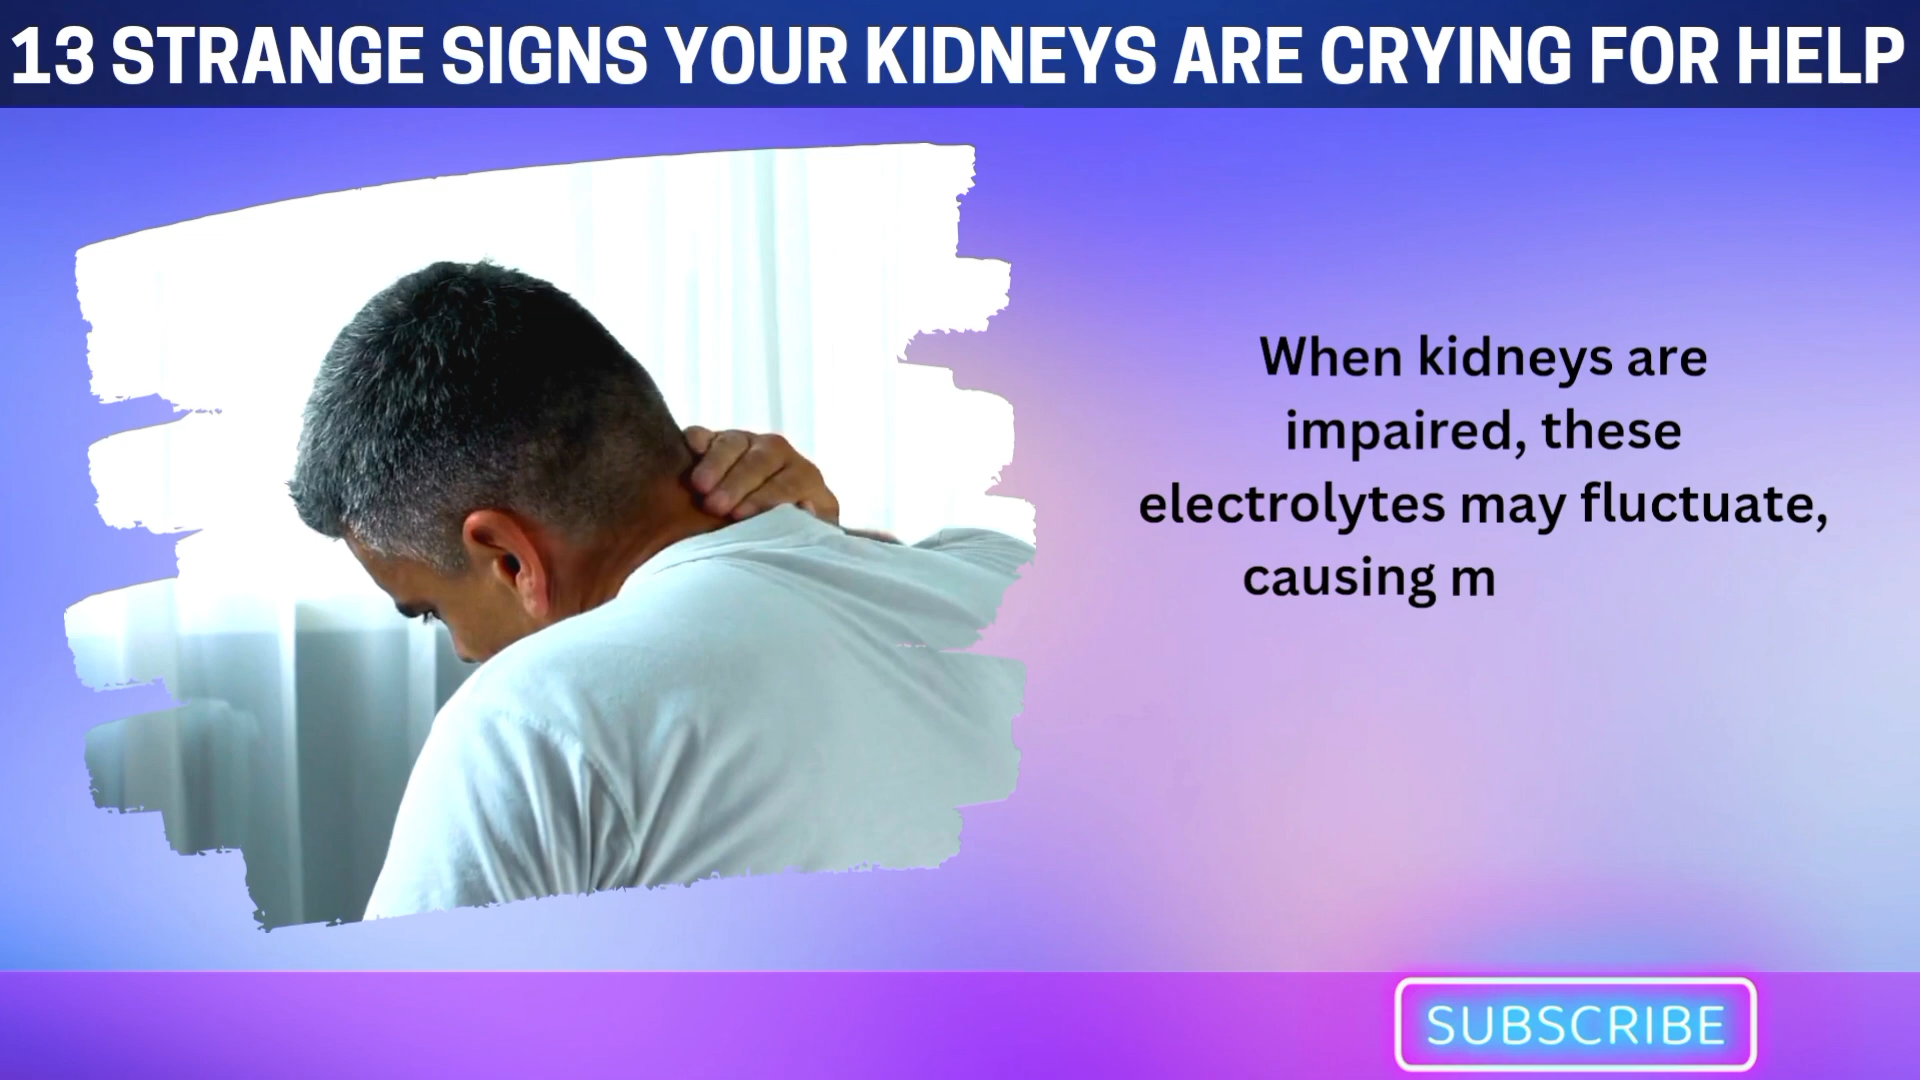 13 STRANGE SIGNS YOUR KIDNEYS ARE CRYING FOR HELP
When kidneys are
impaired, these
electrolytes may fluctuate,
causing m
SUBSCRIBE